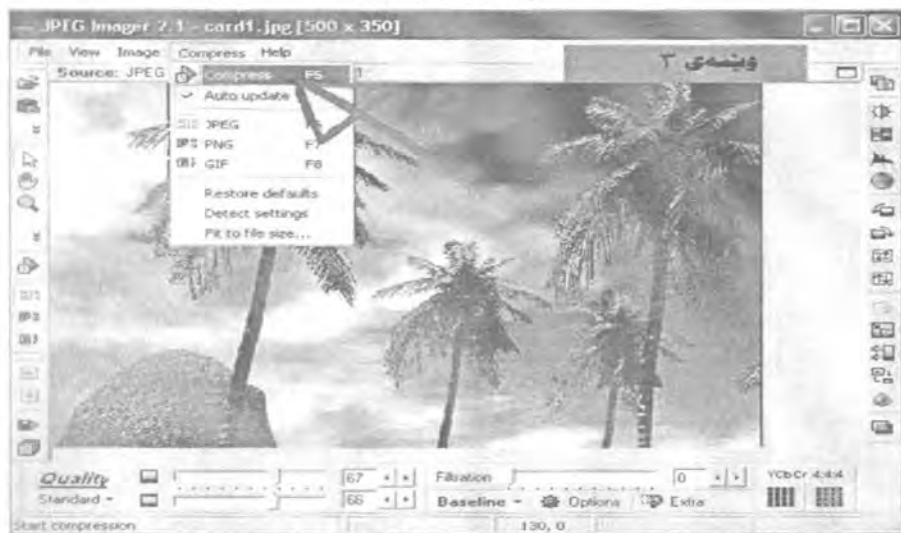 JPEG Imager 2.1 - card1.jpg [500 x 350]
File View Image Compress Help
وێنەی ٣
Source: JPEG
Compress F5
Auto update
JPEG
PNG F7
GIF F8
Restore defaults
Detect settings
Fit to file size...
Quality 67 Filtration 0 YCbCr 4:4:4
Standard 66 Baseline Options Extra
Start compression 130, 0